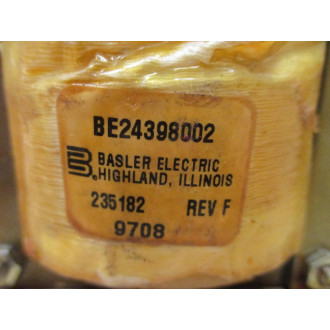 BE24398002
BASLER ELECTRIC
HIGHLAND, ILLINOIS
235182 REV F
9708